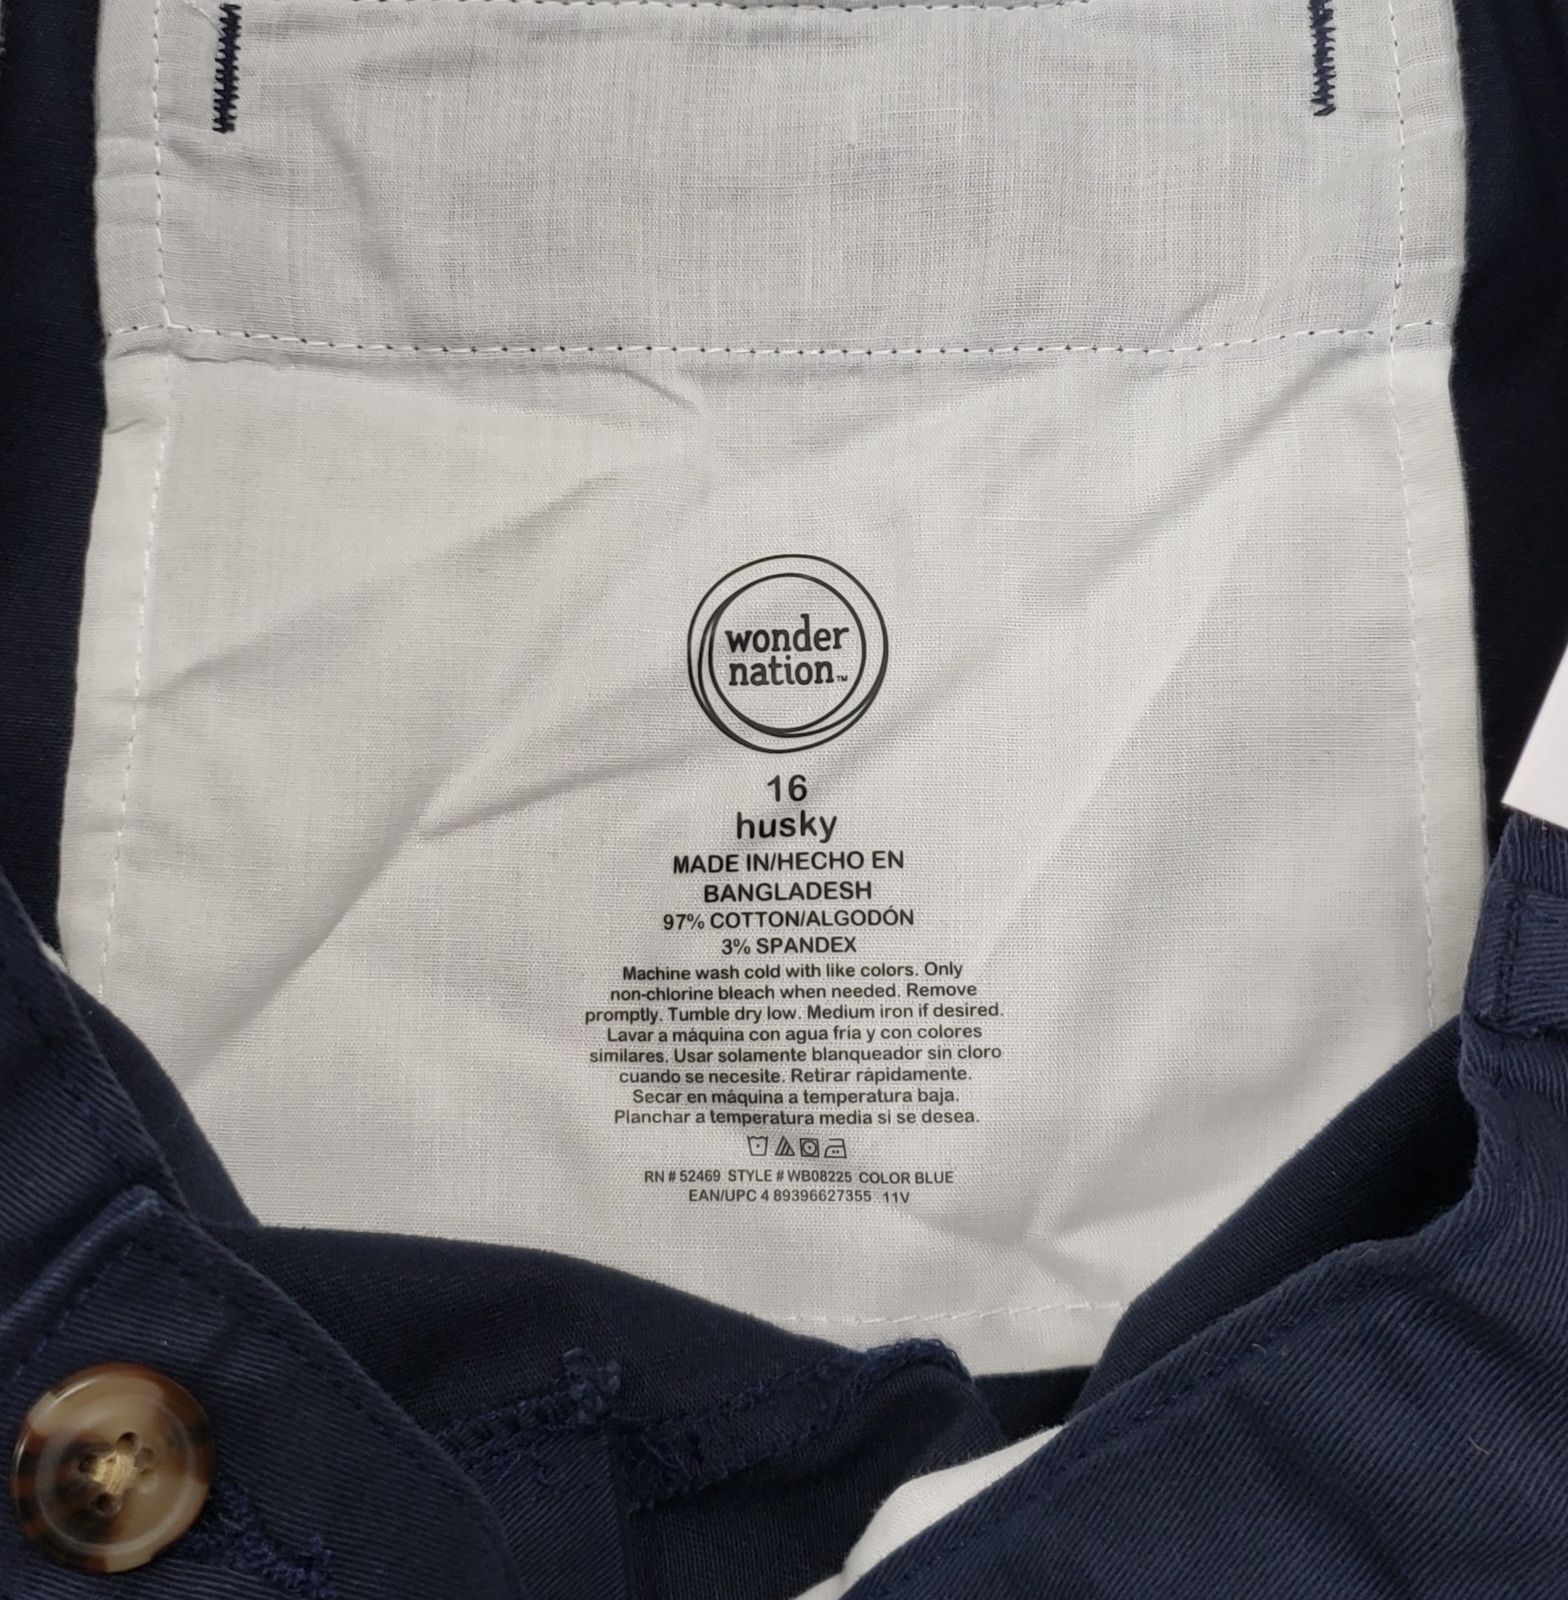 wonder
nation™
16
husky
MADE IN/HECHO EN
BANGLADESH
97% COTTON/ALGODÓN
3% SPANDEX
Machine wash cold with like colors. Only
non-chlorine bleach when needed. Remove
promptly. Tumble dry low. Medium iron if desired.
Lavar a máquina con agua fría y con colores
similares. Usar solamente blanqueador sin cloro
cuando se necesite. Retirar rápidamente.
Secar en máquina a temperatura baja.
Planchar a temperatura media si se desea.
RN # 52469 STYLE # WB08225 COLOR BLUE
EAN/UPC 4 89396627355 11V